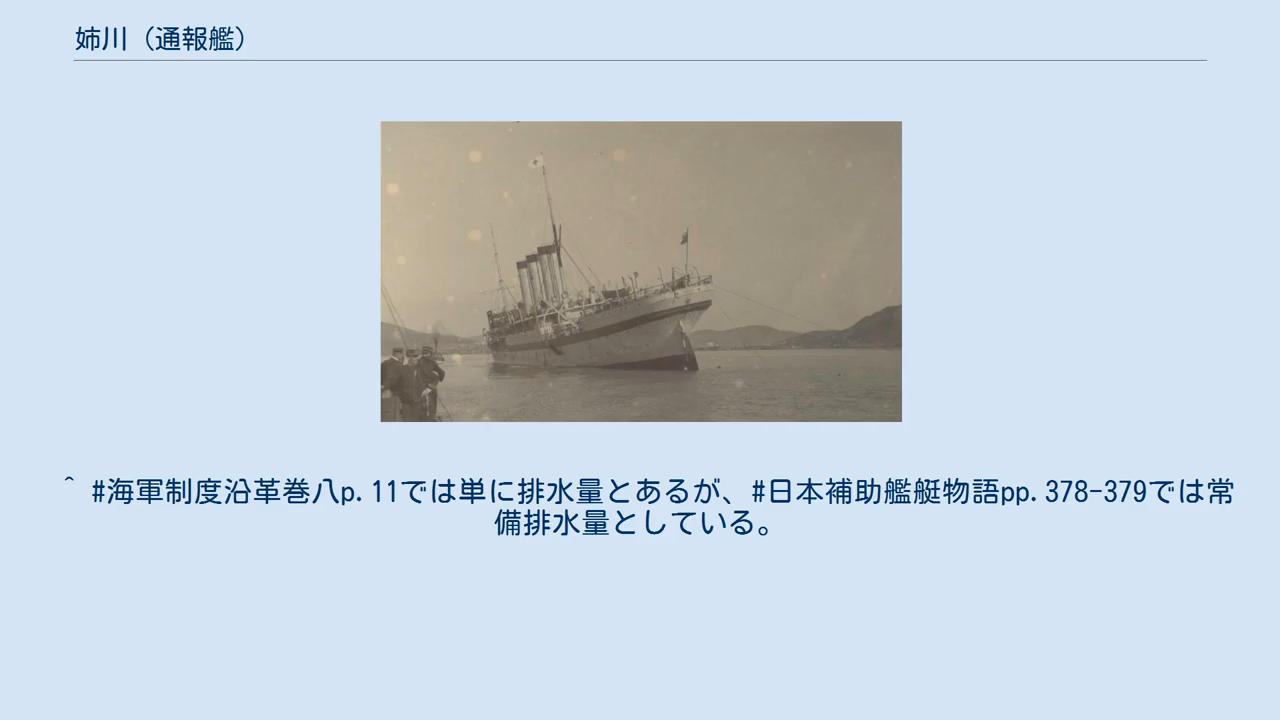 姉川（通報艦）
^ #海軍制度沿革巻八p.11では単に排水量とあるが、#日本補助艦艇物語pp.378-379では常
備排水量としている。